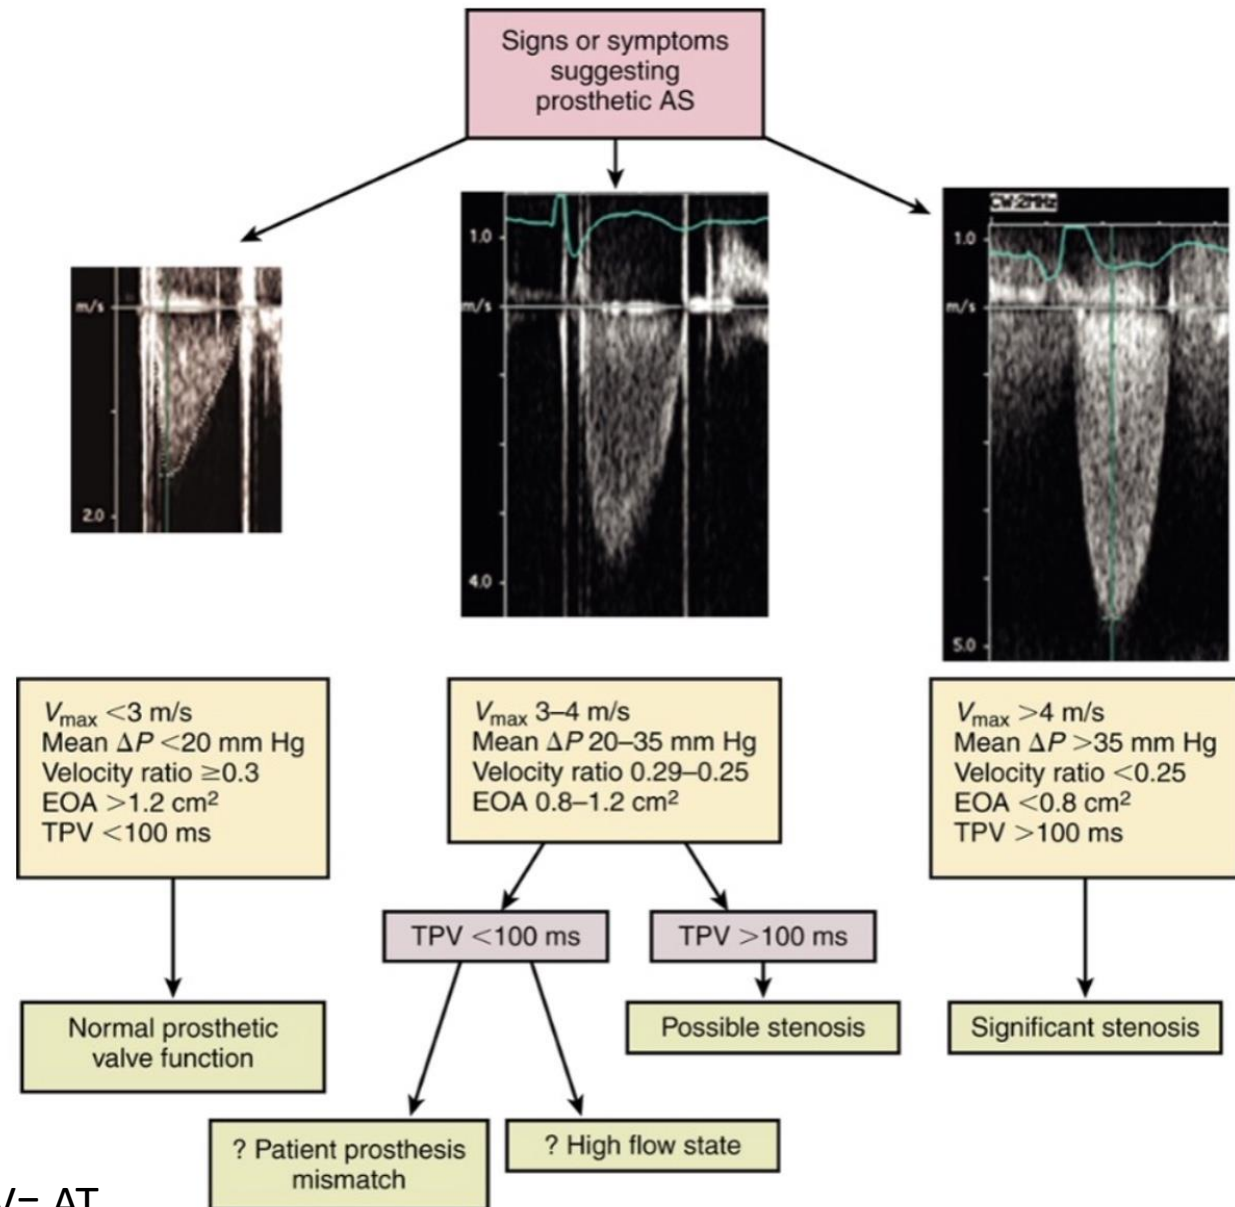 Signs or symptoms
suggesting
prosthetic AS
m/s
2.0
1.0
m/s
4.0
CW:2MHz
1.0
m/s
5.0
Vmax <3 m/s
Mean ΔP <20 mm Hg
Velocity ratio ≥0.3
EOA >1.2 cm²
TPV <100 ms
Vmax 3–4 m/s
Mean ΔP 20–35 mm Hg
Velocity ratio 0.29–0.25
EOA 0.8–1.2 cm²
Vmax >4 m/s
Mean ΔP >35 mm Hg
Velocity ratio <0.25
EOA <0.8 cm²
TPV >100 ms
TPV <100 ms
TPV >100 ms
Normal prosthetic
valve function
Possible stenosis
Significant stenosis
? Patient prosthesis
mismatch
? High flow state
V= AT